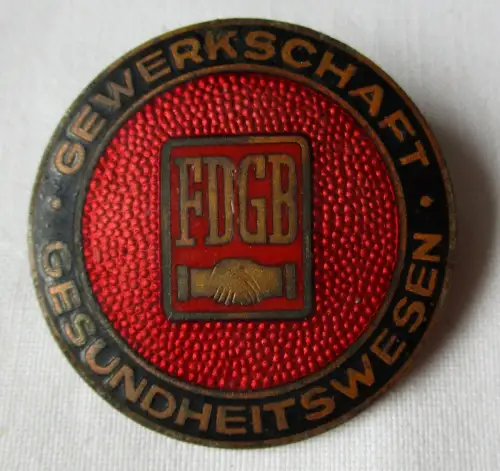 · GEWERKSCHAFT ·
FDGB
GESUNDHEITSWESEN